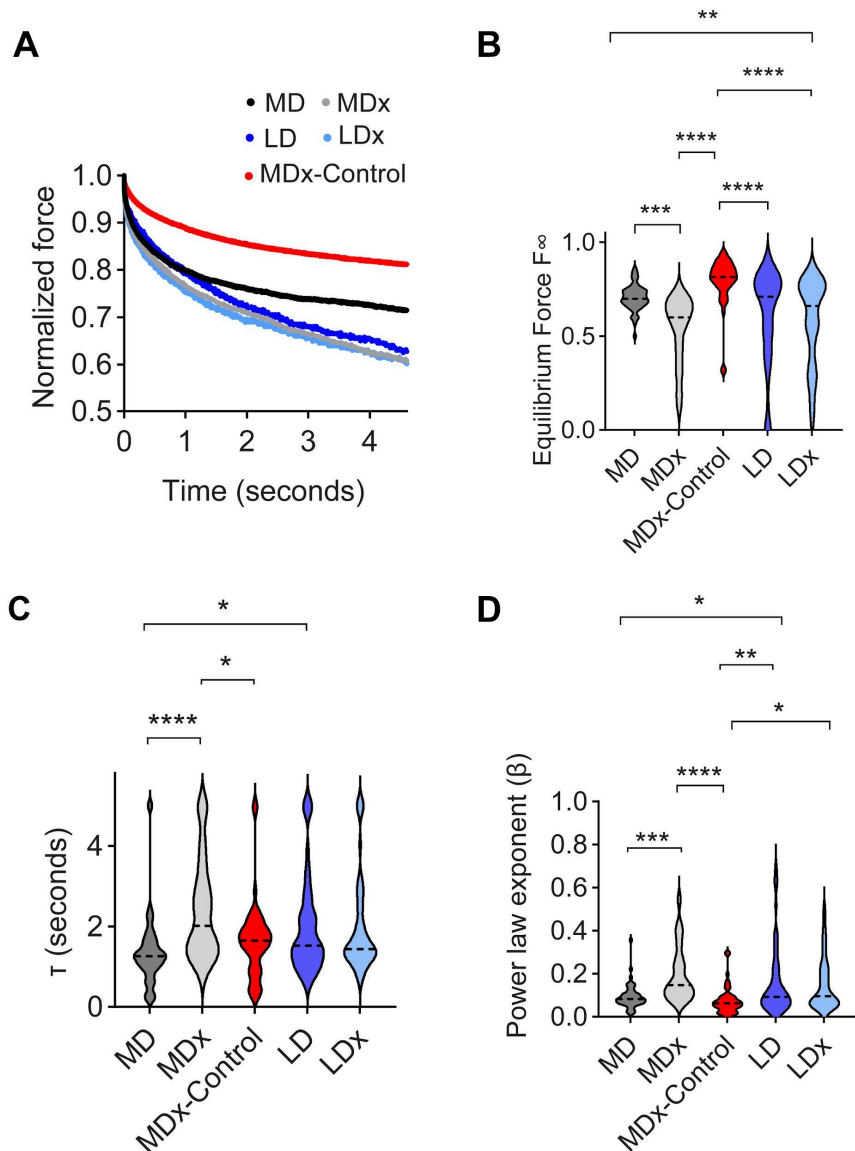 A
MD MDx
LD LDx
MDx-Control
Normalized force
1.0
0.9
0.8
0.7
0.6
0.5
0 1 2 3 4
Time (seconds)
B
**
****
****
***
****
Equilibrium Force F∞
1.0
0.5
0.0
MD
MDx
MDx-Control
LD
LDx
C
*
*
****
τ (seconds)
4
2
0
MD
MDx
MDx-Control
LD
LDx
D
*
**
*
****
***
Power law exponent (β)
1.0
0.8
0.6
0.4
0.2
0.0
MD
MDx
MDx-Control
LD
LDx